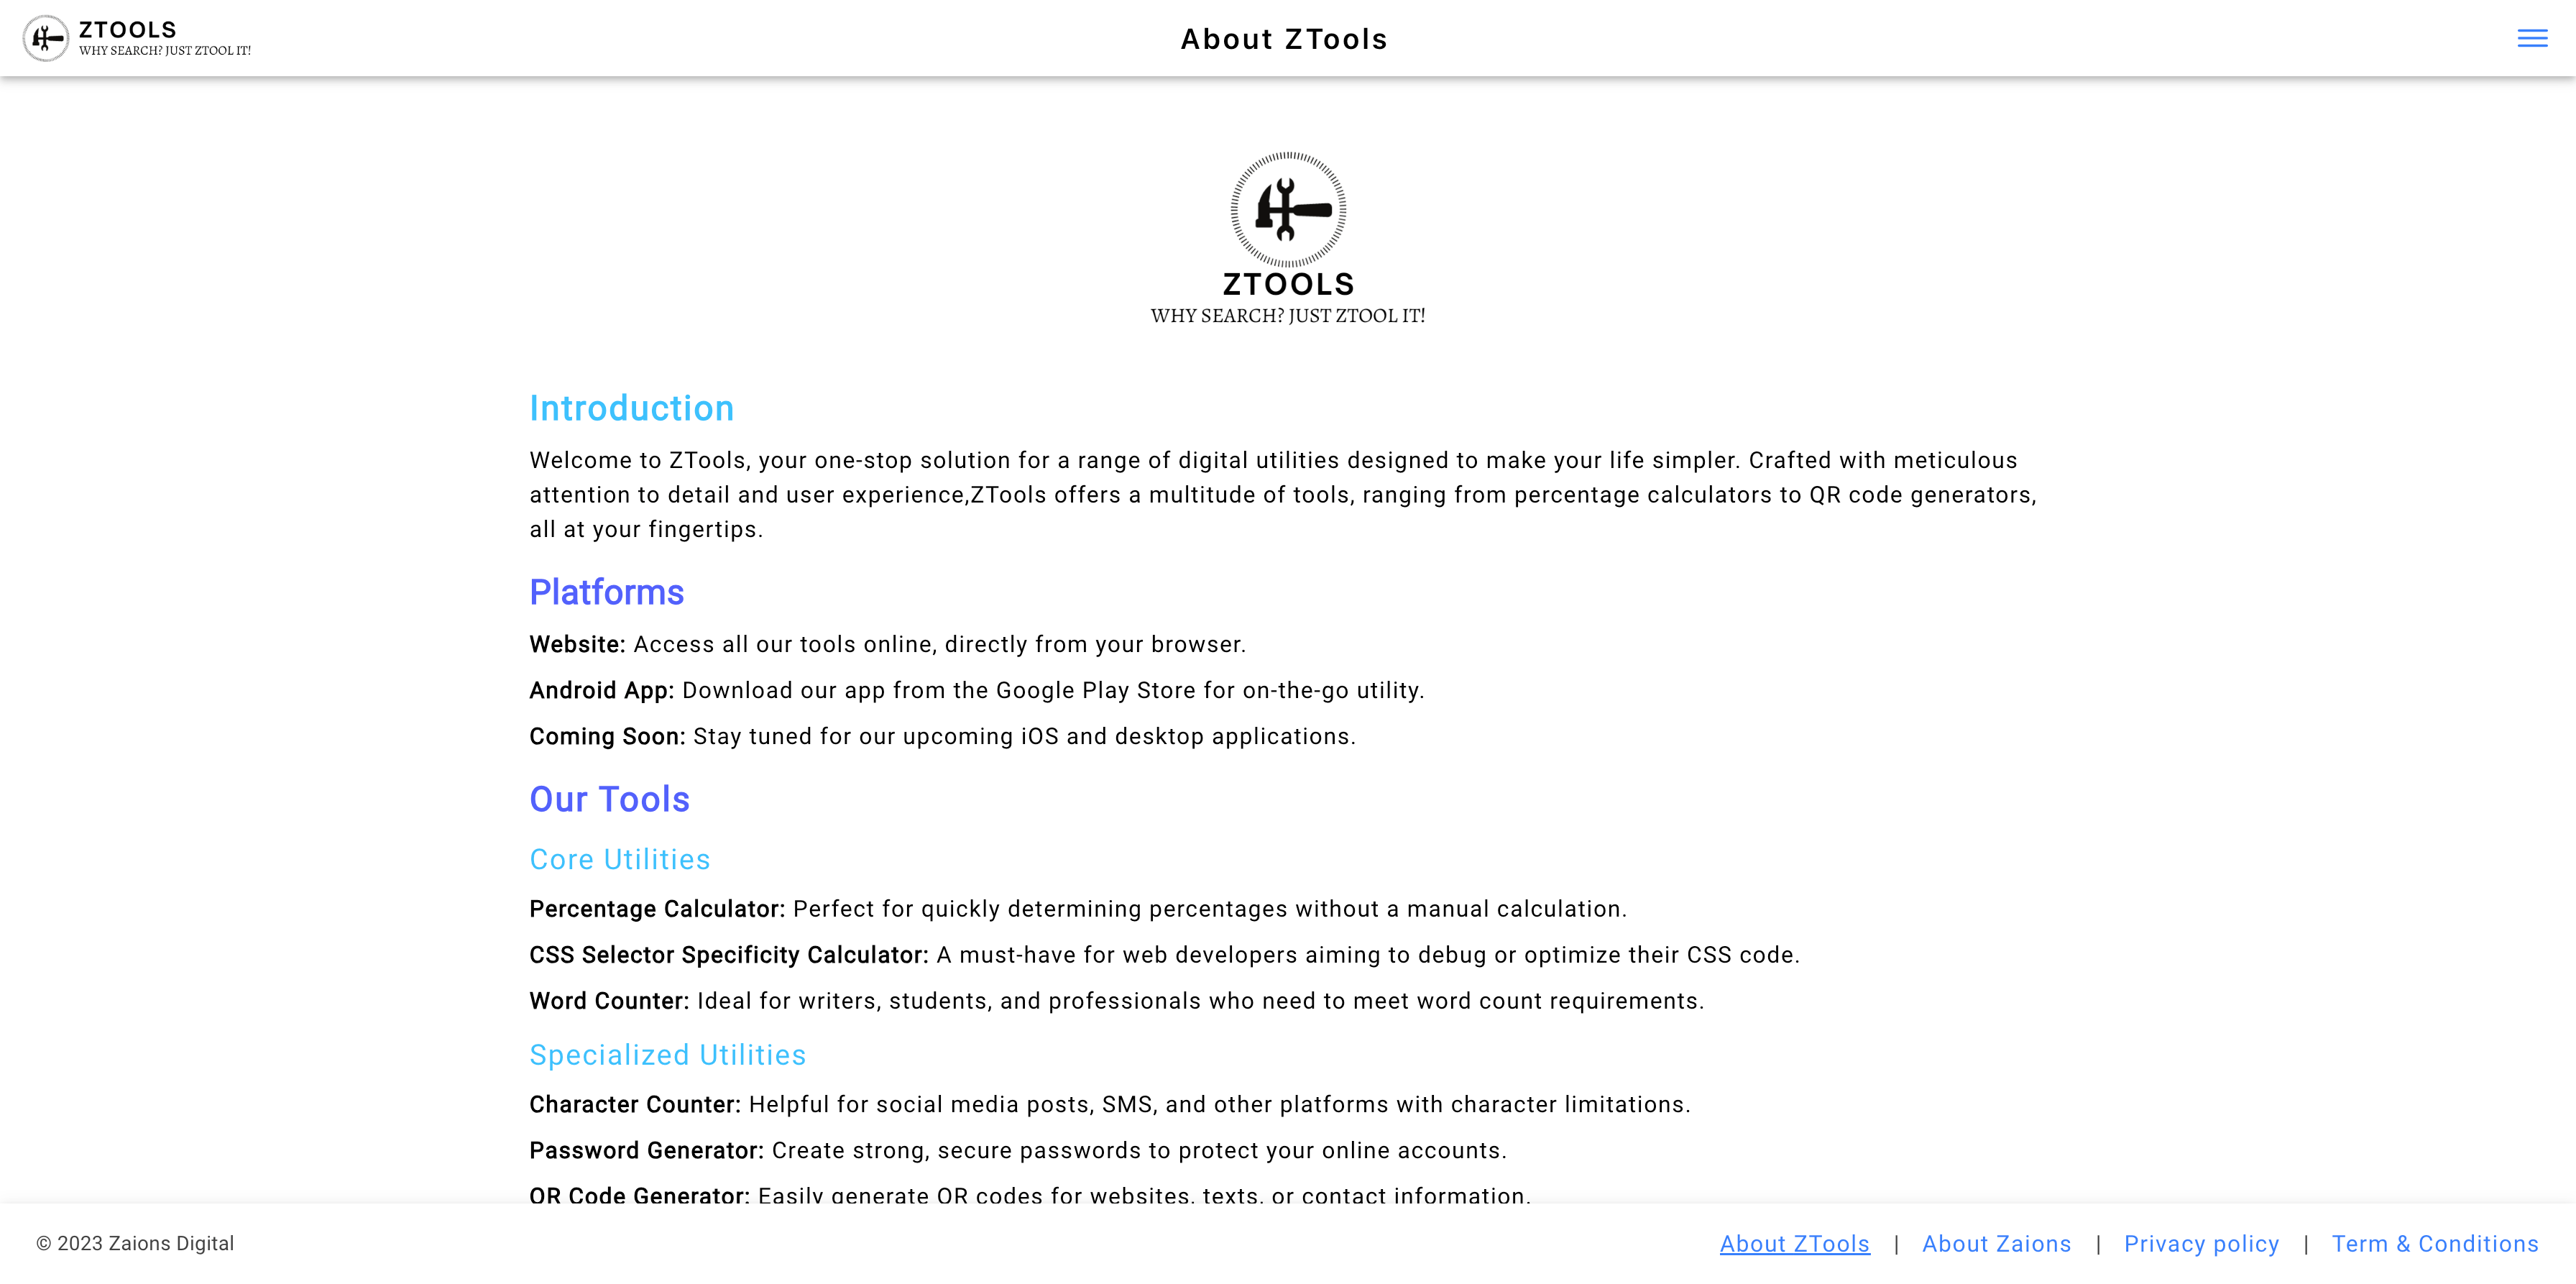 ZTOOLS
WHY SEARCH? JUST ZTOOL IT!
About ZTools
ZTOOLS
WHY SEARCH? JUST ZTOOL IT!
Introduction
Welcome to ZTools, your one-stop solution for a range of digital utilities designed to make your life simpler. Crafted with meticulous
attention to detail and user experience,ZTools offers a multitude of tools, ranging from percentage calculators to QR code generators,
all at your fingertips.
Platforms
Website: Access all our tools online, directly from your browser.
Android App: Download our app from the Google Play Store for on-the-go utility.
Coming Soon: Stay tuned for our upcoming iOS and desktop applications.
Our Tools
Core Utilities
Percentage Calculator: Perfect for quickly determining percentages without a manual calculation.
CSS Selector Specificity Calculator: A must-have for web developers aiming to debug or optimize their CSS code.
Word Counter: Ideal for writers, students, and professionals who need to meet word count requirements.
Specialized Utilities
Character Counter: Helpful for social media posts, SMS, and other platforms with character limitations.
Password Generator: Create strong, secure passwords to protect your online accounts.
QR Code Generator: Easily generate QR codes for websites, texts, or contact information.
© 2023 Zaions Digital
About ZTools | About Zaions | Privacy policy | Term & Conditions